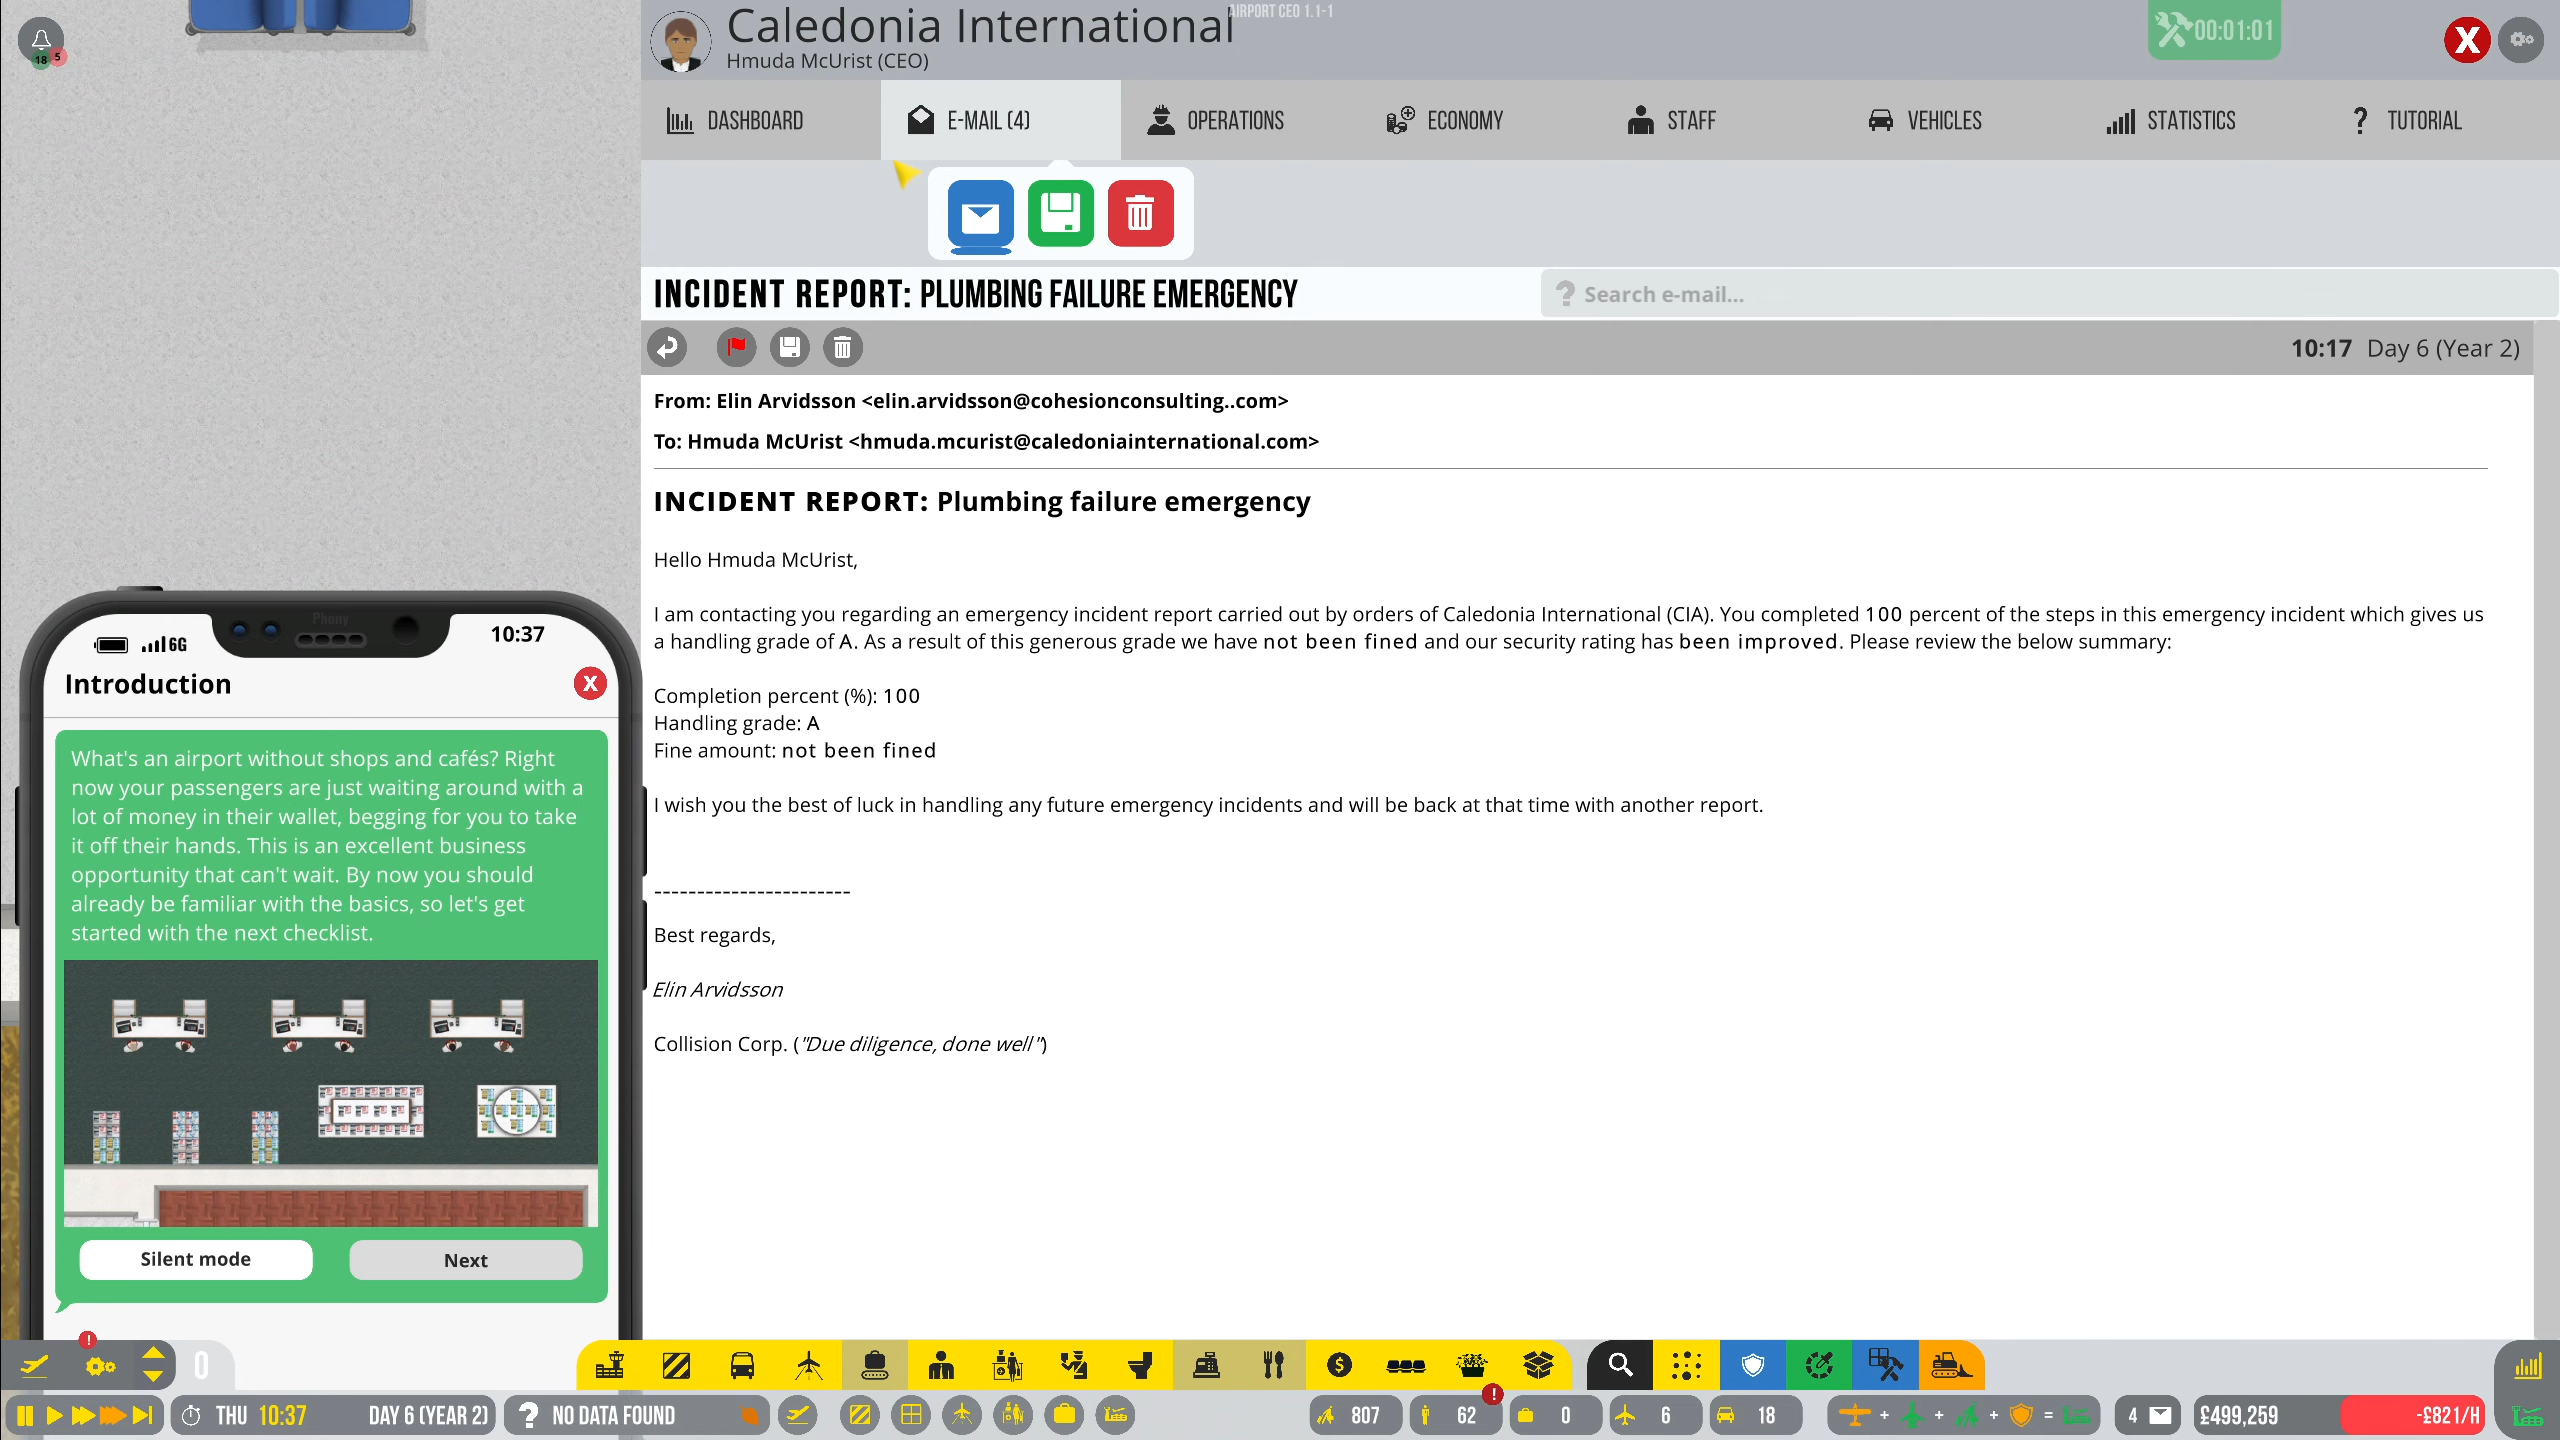 18
5
AIRPORT CEO 1.1-1
Caledonia International
Hmuda McUrist (CEO)
00:01:01
X
DASHBOARD
E-MAIL (4)
OPERATIONS
ECONOMY
STAFF
VEHICLES
STATISTICS
? TUTORIAL
INCIDENT REPORT: PLUMBING FAILURE EMERGENCY
? Search e-mail...
10:17 Day 6 (Year 2)
From: Elin Arvidsson <elin.arvidsson@cohesionconsulting..com>
To: Hmuda McUrist <hmuda.mcurist@caledoniainternational.com>
INCIDENT REPORT: Plumbing failure emergency
Hello Hmuda McUrist,
I am contacting you regarding an emergency incident report carried out by orders of Caledonia International (CIA). You completed 100 percent of the steps in this emergency incident which gives us
a handling grade of A. As a result of this generous grade we have not been fined and our security rating has been improved. Please review the below summary:
Completion percent (%): 100
Handling grade: A
Fine amount: not been fined
I wish you the best of luck in handling any future emergency incidents and will be back at that time with another report.
-----------------------
Best regards,
Elin Arvidsson
Collision Corp. ("Due diligence, done well")
Phony
6G
10:37
Introduction
X
What's an airport without shops and cafés? Right
now your passengers are just waiting around with a
lot of money in their wallet, begging for you to take
it off their hands. This is an excellent business
opportunity that can't wait. By now you should
already be familiar with the basics, so let's get
started with the next checklist.
Silent mode
Next
!
0
$
THU 10:37
DAY 6 (YEAR 2)
? NO DATA FOUND
807
62
!
0
6
18
+ + + =
4
£499,259
-£821/H